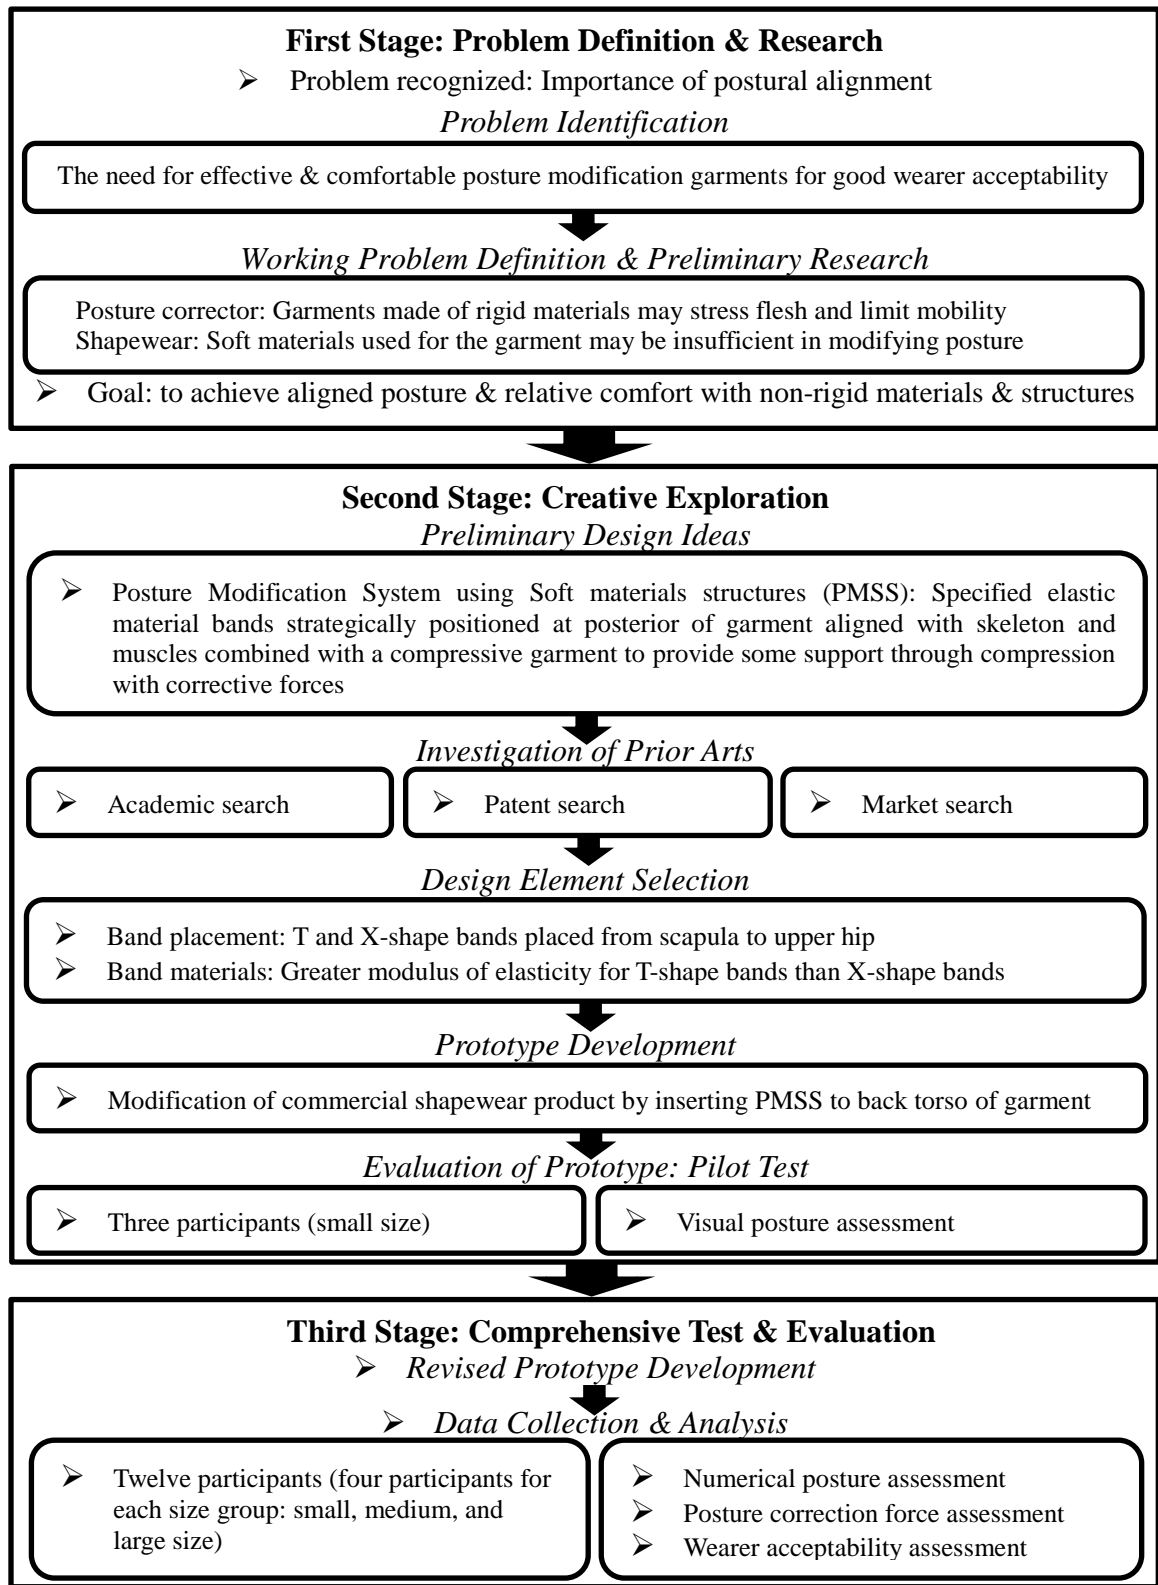 First Stage: Problem Definition & Research
➢ Problem recognized: Importance of postural alignment
Problem Identification
The need for effective & comfortable posture modification garments for good wearer acceptability
Working Problem Definition & Preliminary Research
Posture corrector: Garments made of rigid materials may stress flesh and limit mobility
Shapewear: Soft materials used for the garment may be insufficient in modifying posture
➢ Goal: to achieve aligned posture & relative comfort with non-rigid materials & structures
Second Stage: Creative Exploration
Preliminary Design Ideas
➢ Posture Modification System using Soft materials structures (PMSS): Specified elastic
material bands strategically positioned at posterior of garment aligned with skeleton and
muscles combined with a compressive garment to provide some support through compression
with corrective forces
Investigation of Prior Arts
➢ Academic search
➢ Patent search
➢ Market search
Design Element Selection
➢ Band placement: T and X-shape bands placed from scapula to upper hip
➢ Band materials: Greater modulus of elasticity for T-shape bands than X-shape bands
Prototype Development
➢ Modification of commercial shapewear product by inserting PMSS to back torso of garment
Evaluation of Prototype: Pilot Test
➢ Three participants (small size)
➢ Visual posture assessment
Third Stage: Comprehensive Test & Evaluation
➢ Revised Prototype Development
➢ Data Collection & Analysis
➢ Twelve participants (four participants for
each size group: small, medium, and
large size)
➢ Numerical posture assessment
➢ Posture correction force assessment
➢ Wearer acceptability assessment